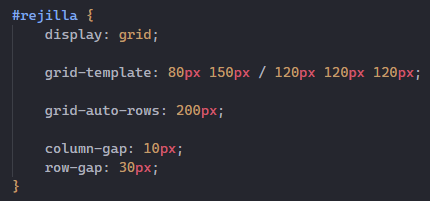 #rejilla {
display: grid;
grid-template: 80px 150px / 120px 120px 120px;
grid-auto-rows: 200px;
column-gap: 10px;
row-gap: 30px;
}